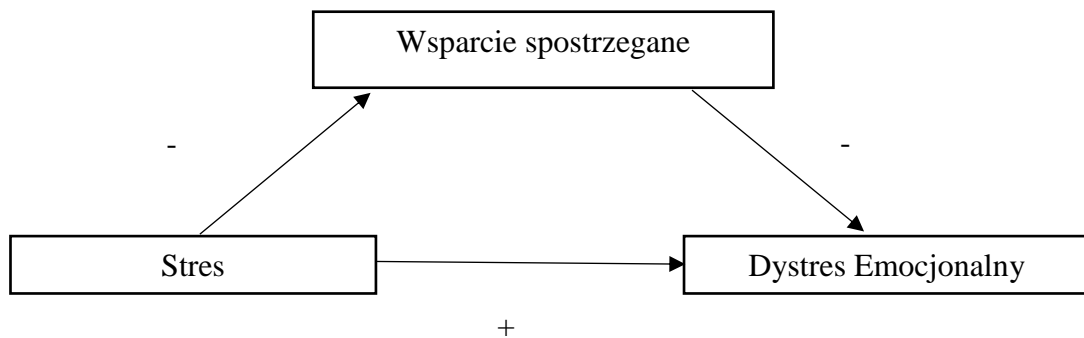 Wsparcie spostrzegane
-
-
Stres
Dystres Emocjonalny
+